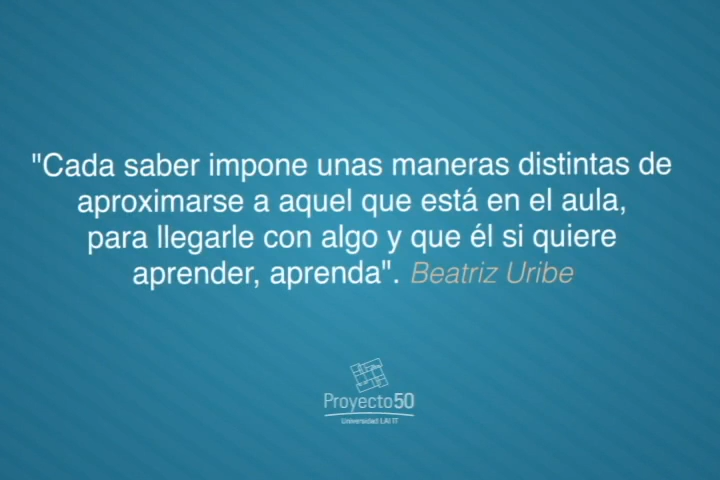 "Cada saber impone unas maneras distintas de
aproximarse a aquel que está en el aula,
para llegarle con algo y que él si quiere
aprender, aprenda". Beatriz Uribe
Proyecto50
Universidad